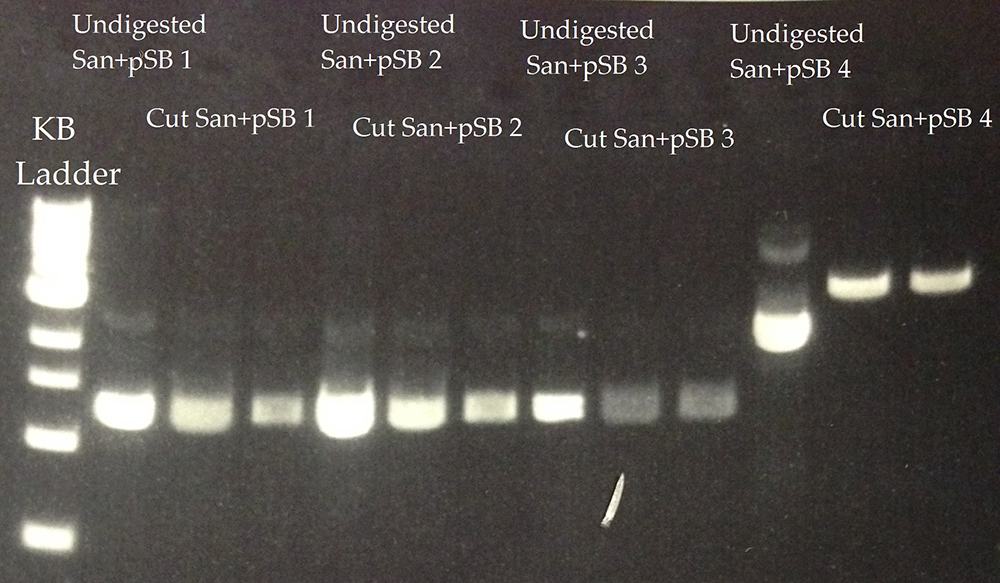 Undigested
San+pSB 1
Undigested
San+pSB 2
Undigested
San+pSB 3
Undigested
San+pSB 4
Cut San+pSB 1
Cut San+pSB 2
Cut San+pSB 3
Cut San+pSB 4
KB
Ladder